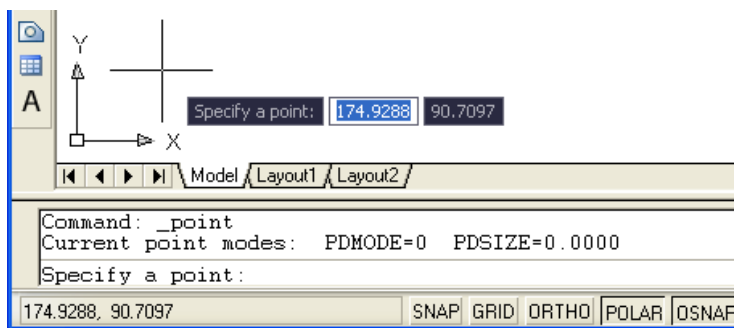 Y
A
Specify a point: 174.9288 90.7097
X
Model Layout1 Layout2
Command: _point
Current point modes: PDMODE=0 PDSIZE=0.0000
Specify a point:
174.9288, 90.7097 SNAP GRID ORTHO POLAR OSNAP